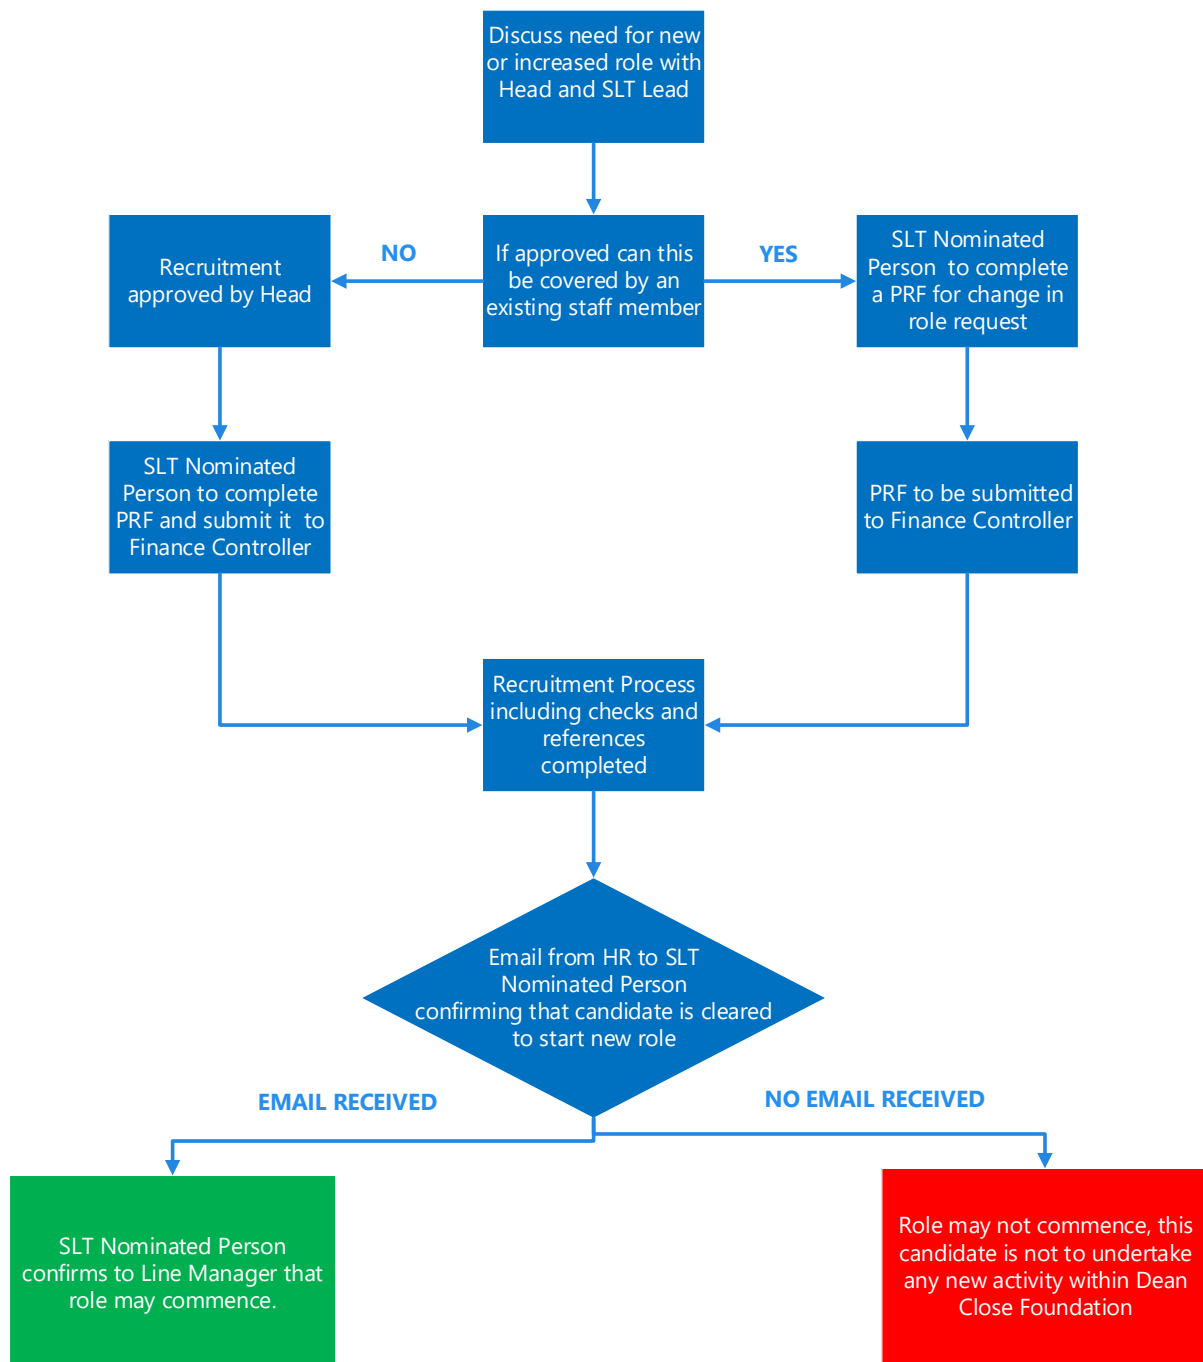 Discuss need for new
or increased role with
Head and SLT Lead
NO
YES
Recruitment
approved by Head
If approved can this
be covered by an
existing staff member
SLT Nominated
Person to complete
a PRF for change in
role request
SLT Nominated
Person to complete
PRF and submit it to
Finance Controller
PRF to be submitted
to Finance Controller
Recruitment Process
including checks and
references
completed
Email from HR to SLT
Nominated Person
confirming that candidate is cleared
to start new role
EMAIL RECEIVED
NO EMAIL RECEIVED
SLT Nominated Person
confirms to Line Manager that
role may commence.
Role may not commence, this
candidate is not to undertake
any new activity within Dean
Close Foundation